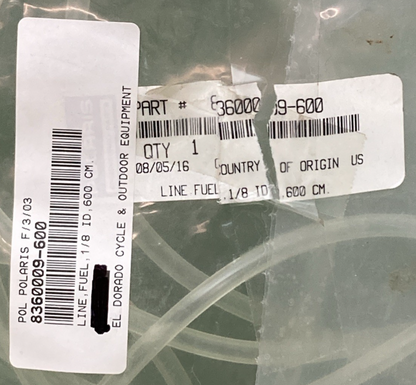 POL POLARIS F/3/03
8360009-600
LINE,FUEL,1/8 ID,600 CM.
EL DORADO CYCLE & OUTDOOR EQUIPMENT
PART # 8360009-600
QTY 1
08/05/16 COUNTRY OF ORIGIN US
LINE FUEL,1/8 ID,600 CM.